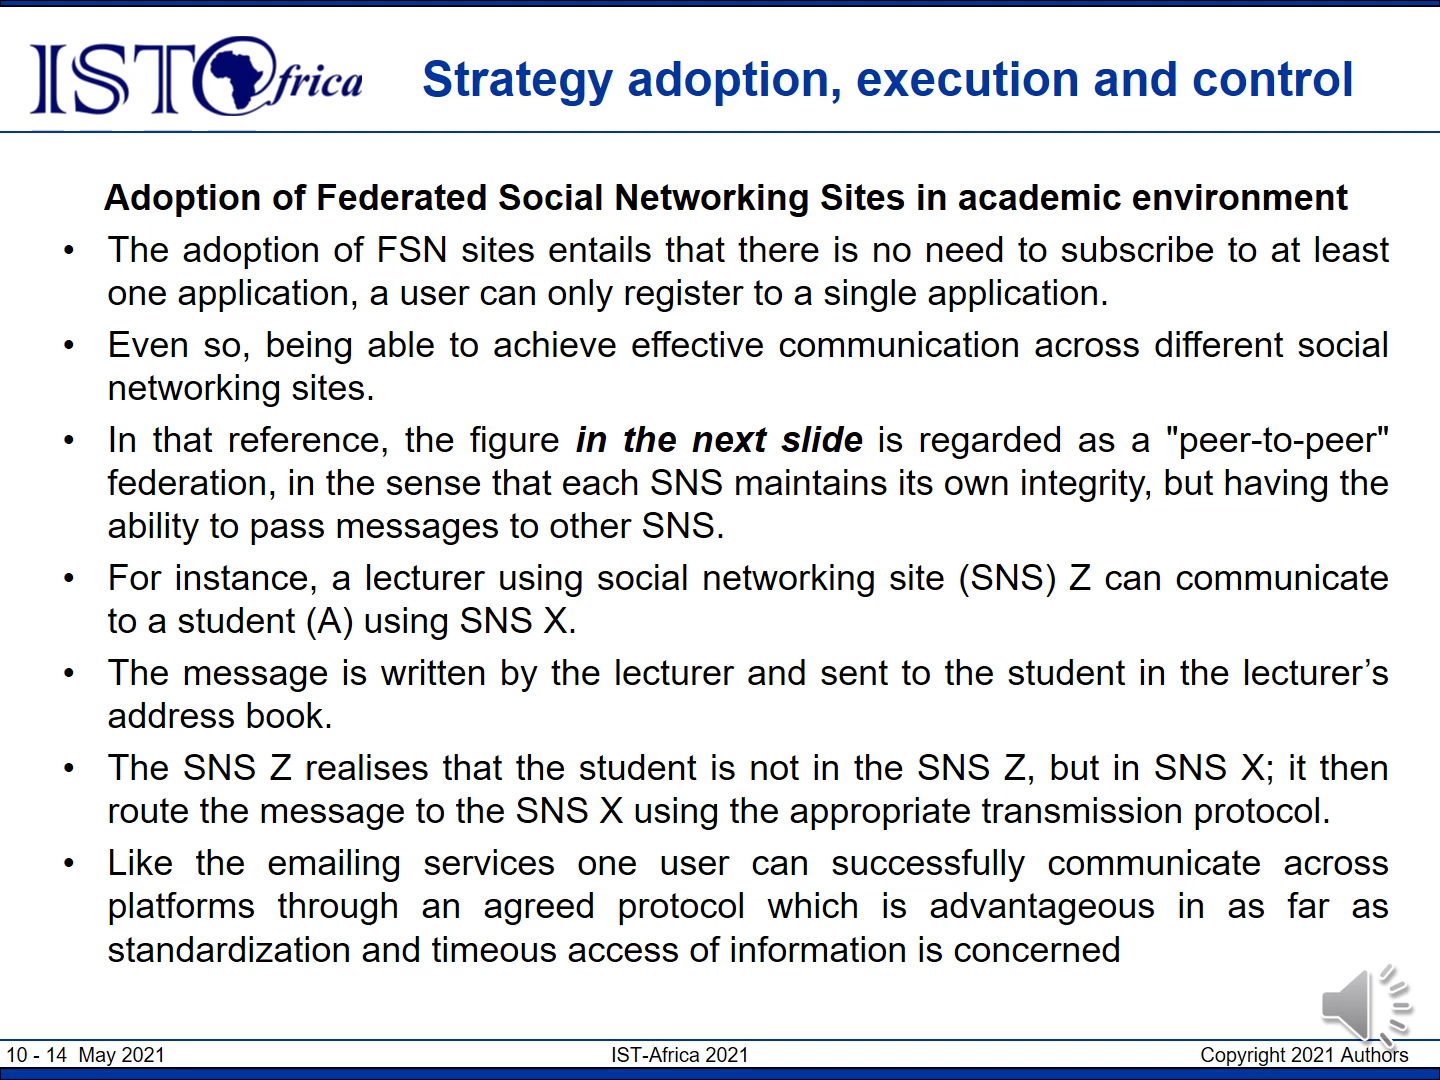 IST@frica
Strategy adoption, execution and control
Adoption of Federated Social Networking Sites in academic environment
• The adoption of FSN sites entails that there is no need to subscribe to at least
one application, a user can only register to a single application.
• Even so, being able to achieve effective communication across different social
networking sites.
• In that reference, the figure in the next slide is regarded as a "peer-to-peer"
federation, in the sense that each SNS maintains its own integrity, but having the
ability to pass messages to other SNS.
• For instance, a lecturer using social networking site (SNS) Z can communicate
to a student (A) using SNS X.
• The message is written by the lecturer and sent to the student in the lecturer’s
address book.
• The SNS Z realises that the student is not in the SNS Z, but in SNS X; it then
route the message to the SNS X using the appropriate transmission protocol.
• Like the emailing services one user can successfully communicate across
platforms through an agreed protocol which is advantageous in as far as
standardization and timeous access of information is concerned
10 - 14 May 2021
IST-Africa 2021
Copyright 2021 Authors